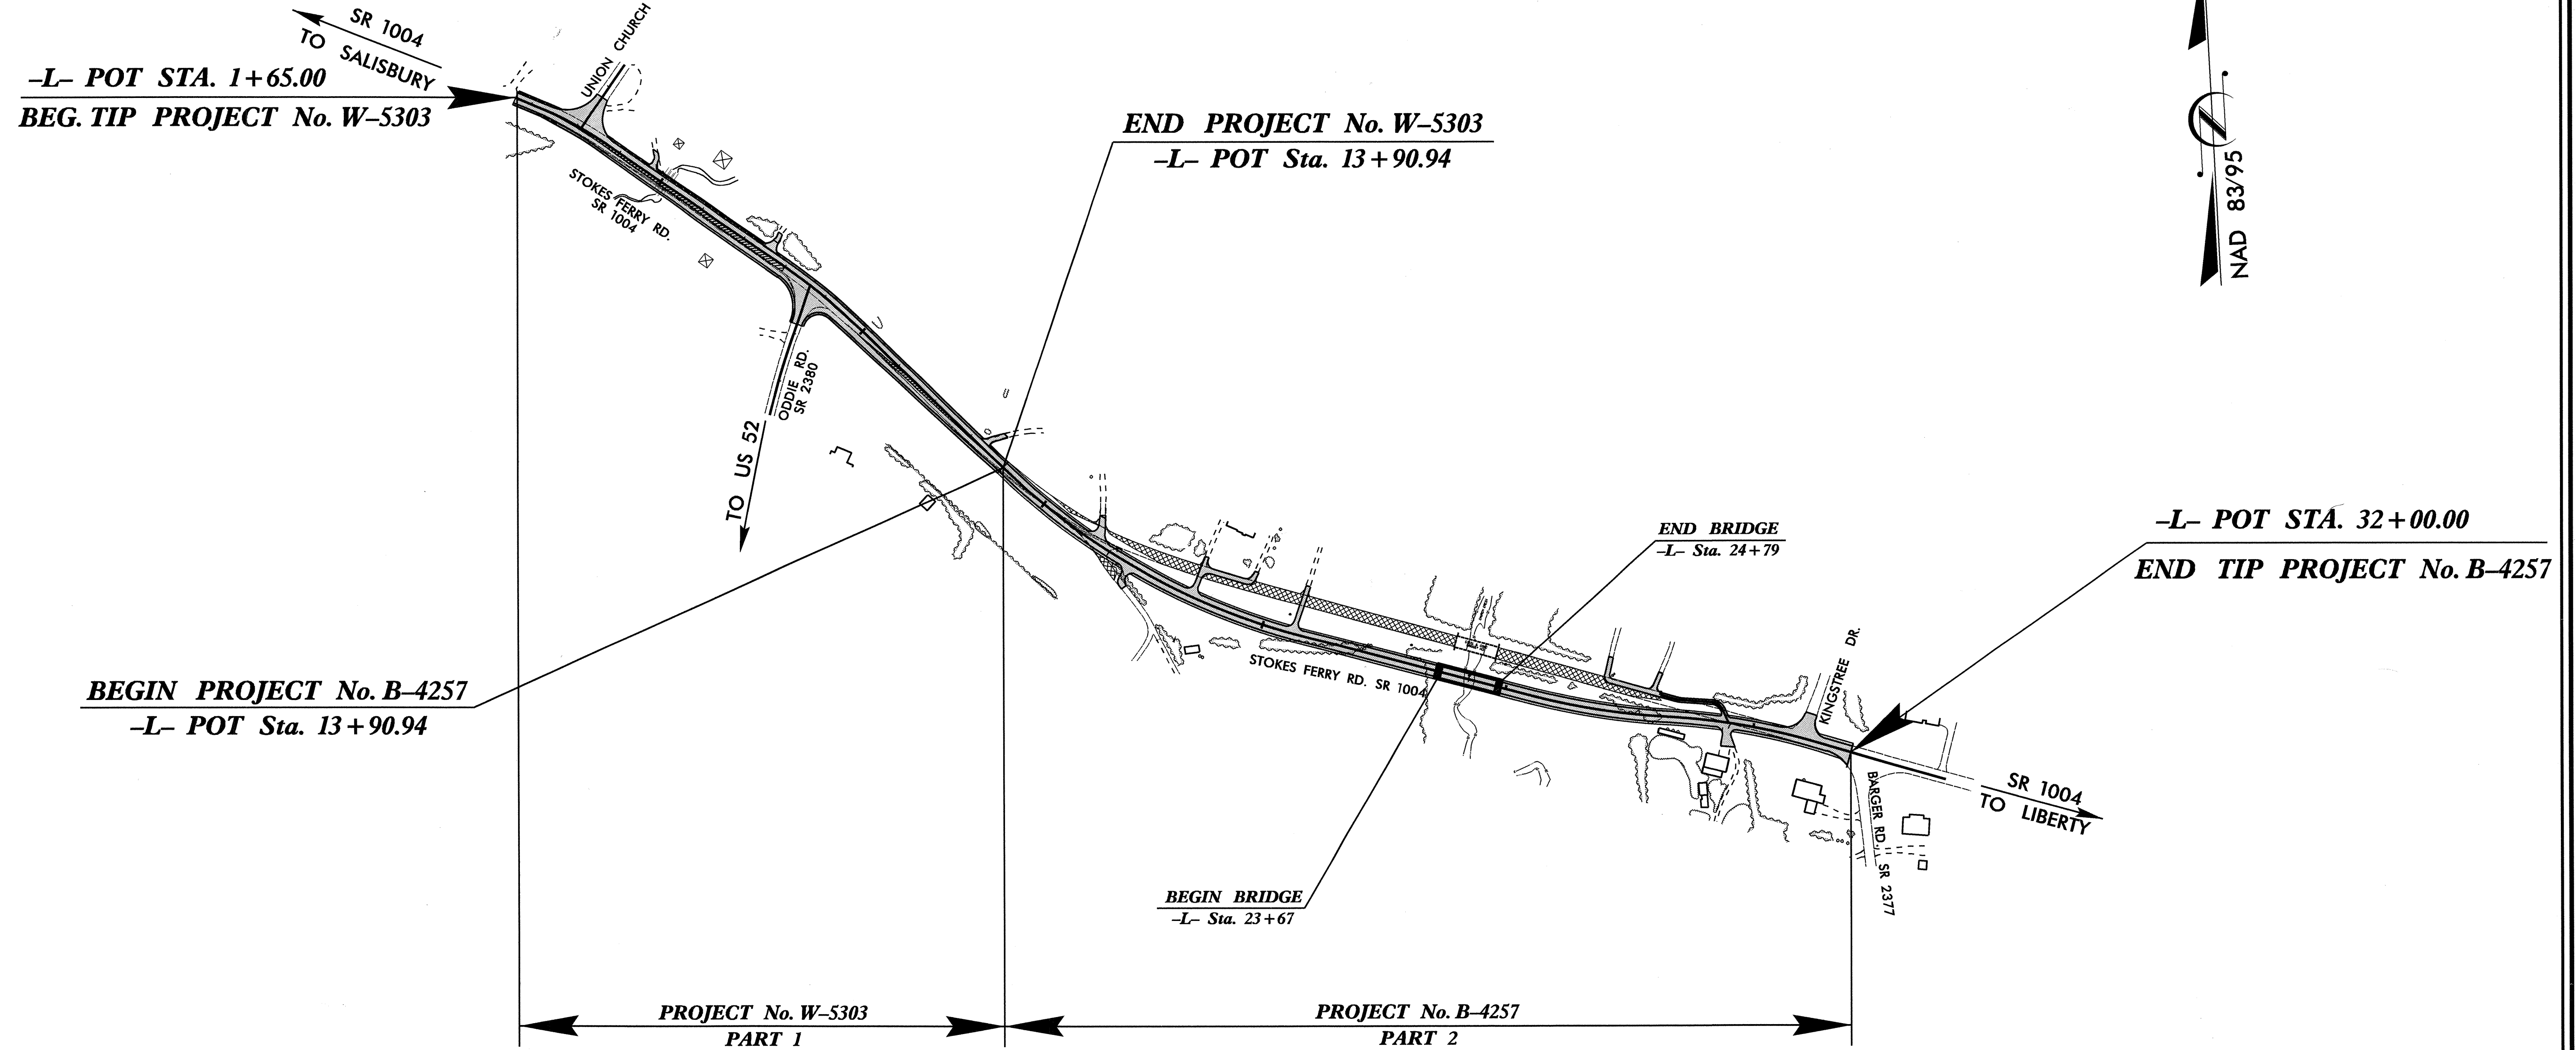 SR 1004
TO SALISBURY
–L– POT STA. 1+65.00
BEG. TIP PROJECT No. W–5303
UNION CHURCH
STOKES FERRY RD.
SR 1004
END PROJECT No. W–5303
–L– POT Sta. 13+90.94
NAD 83/95
ODDIE RD.
SR 2380
TO US 52
END BRIDGE
–L– Sta. 24+79
–L– POT STA. 32+00.00
END TIP PROJECT No. B–4257
BEGIN PROJECT No. B–4257
–L– POT Sta. 13+90.94
STOKES FERRY RD. SR 1004
KINGSTREE DR.
SR 1004
TO LIBERTY
BARGER RD. SR 2377
BEGIN BRIDGE
–L– Sta. 23+67
PROJECT No. W–5303
PART 1
PROJECT No. B–4257
PART 2